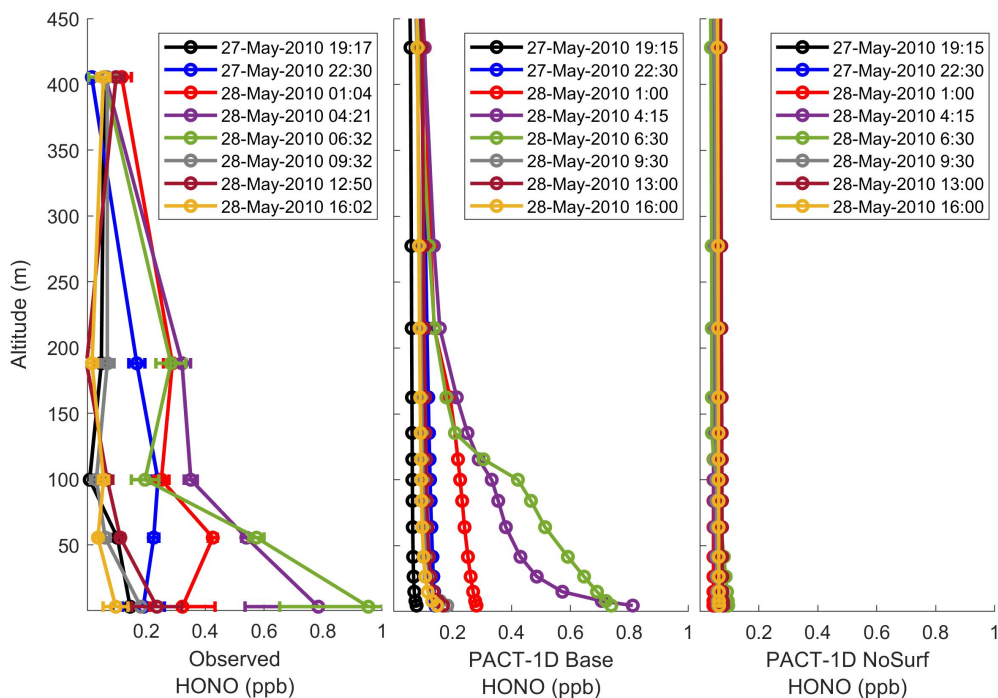 450
400
350
300
250
200
150
100
50
Altitude (m)
27-May-2010 19:17
27-May-2010 22:30
28-May-2010 01:04
28-May-2010 04:21
28-May-2010 06:32
28-May-2010 09:32
28-May-2010 12:50
28-May-2010 16:02
0.2 0.4 0.6 0.8 1
Observed
HONO (ppb)
27-May-2010 19:15
27-May-2010 22:30
28-May-2010 1:00
28-May-2010 4:15
28-May-2010 6:30
28-May-2010 9:30
28-May-2010 13:00
28-May-2010 16:00
0.2 0.4 0.6 0.8 1
PACT-1D Base
HONO (ppb)
27-May-2010 19:15
27-May-2010 22:30
28-May-2010 1:00
28-May-2010 4:15
28-May-2010 6:30
28-May-2010 9:30
28-May-2010 13:00
28-May-2010 16:00
0.2 0.4 0.6 0.8 1
PACT-1D NoSurf
HONO (ppb)